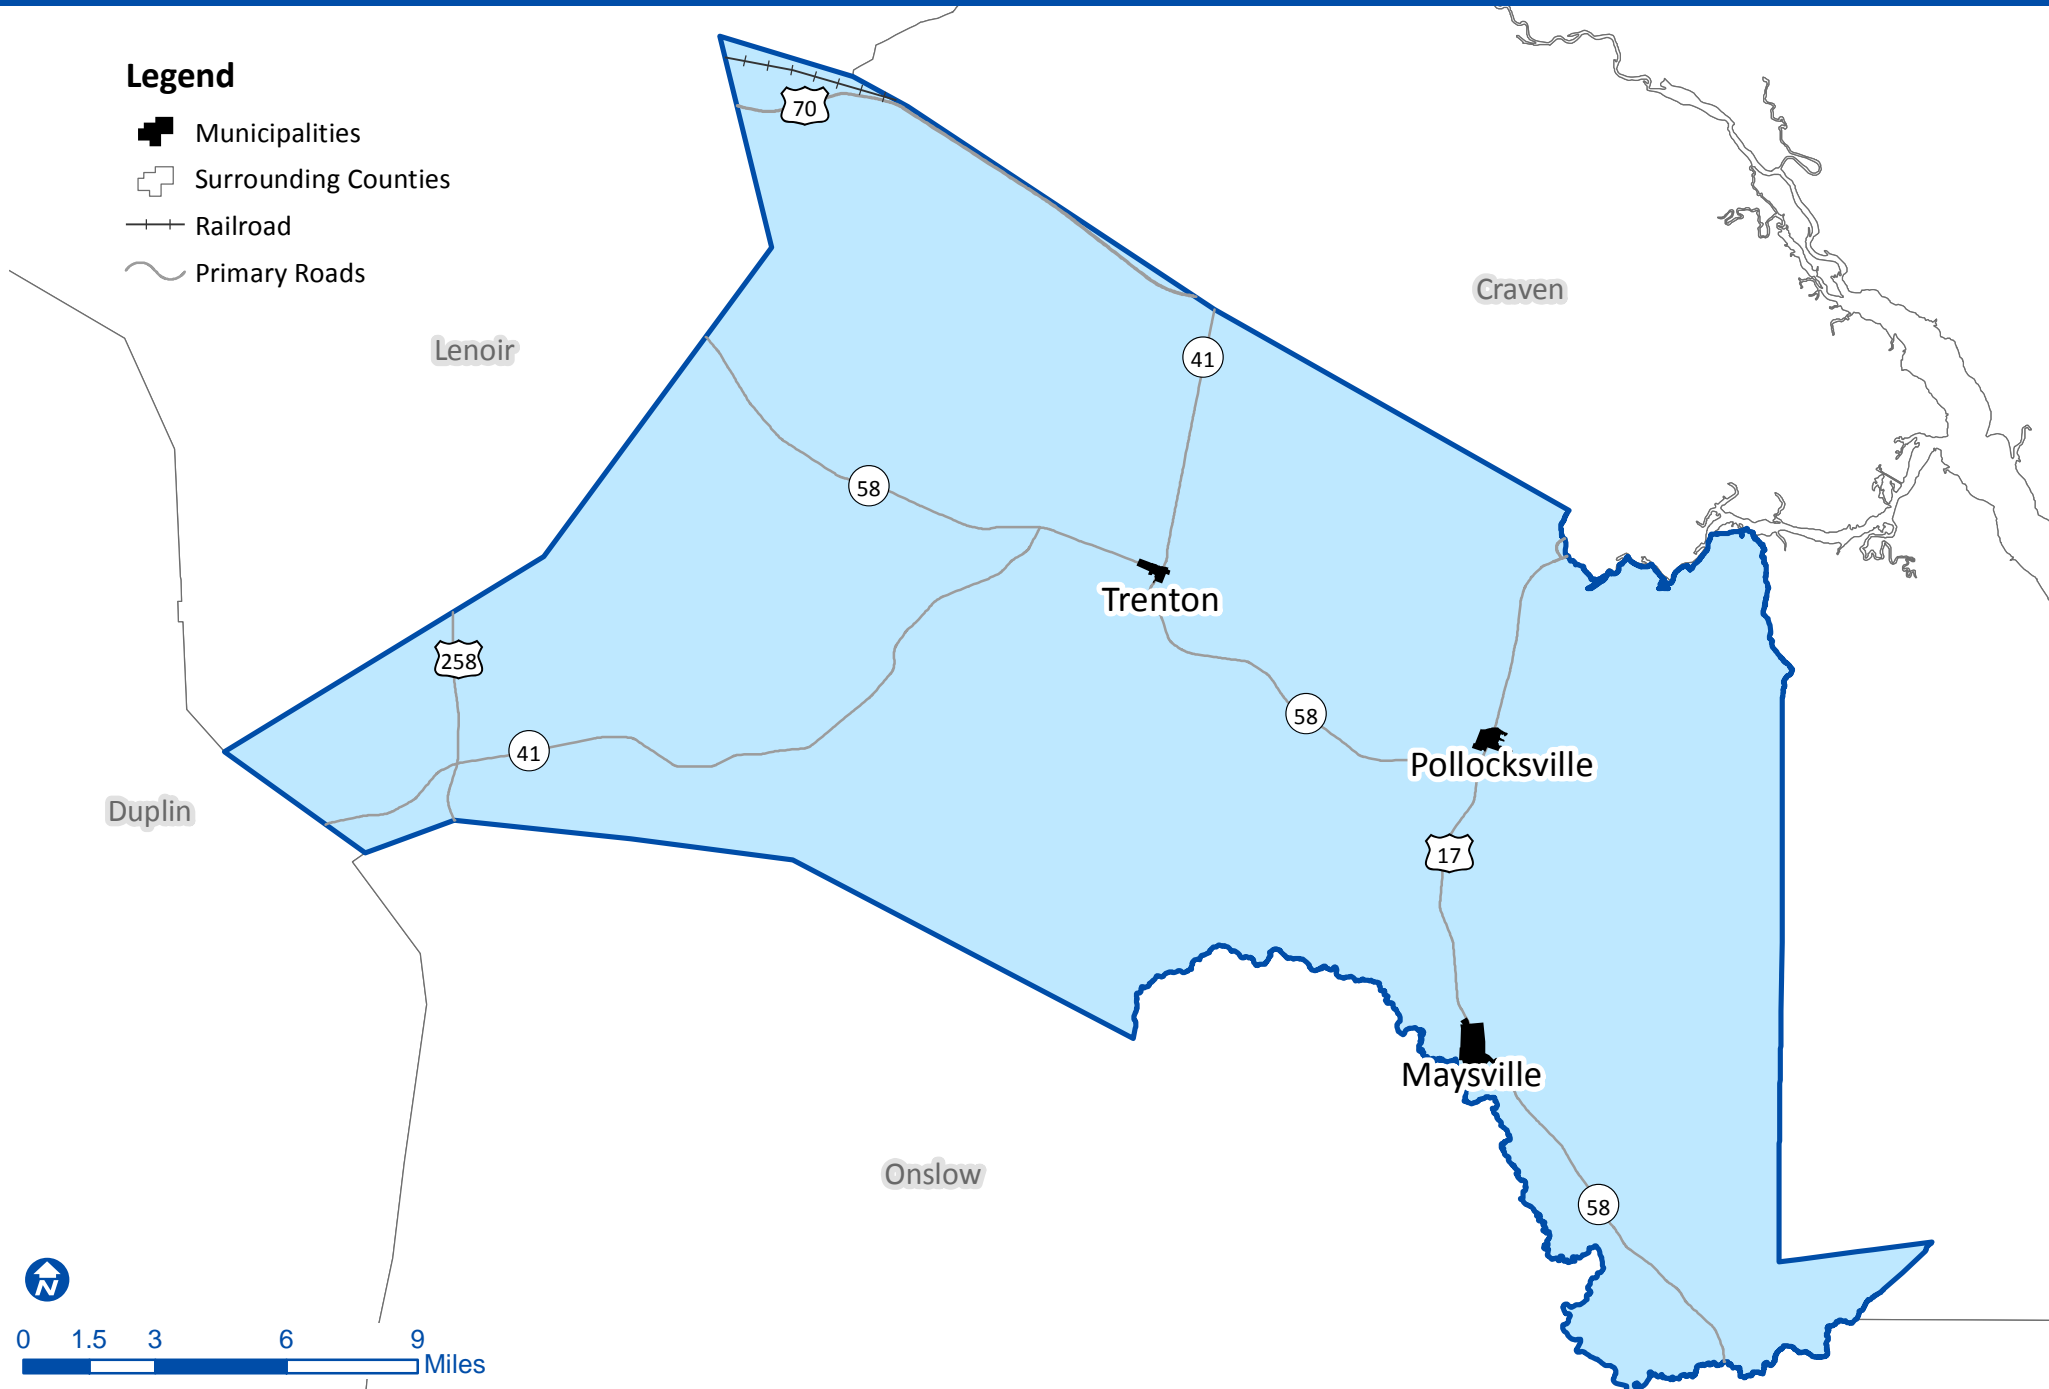 Legend
Municipalities
Surrounding Counties
Railroad
Primary Roads
70
Craven
Lenoir
41
58
Trenton
258
58
41
Pollocksville
Duplin
17
Maysville
Onslow
58
N
0 1.5 3 6 9
Miles